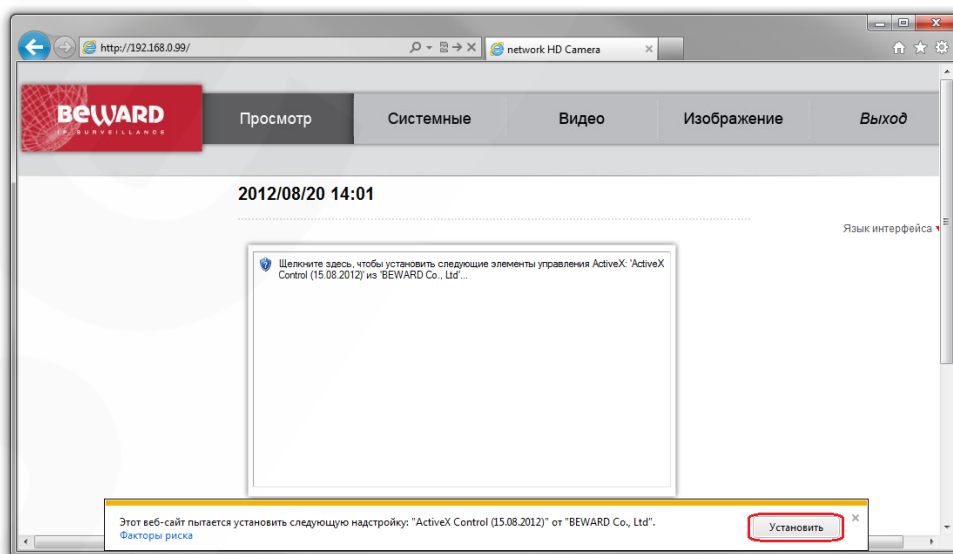 http://192.168.0.99/
network HD Camera
BEWARD
IP SURVEILLANCE
Просмотр
Системные
Видео
Изображение
Выход
2012/08/20 14:01
Язык интерфейса
Щелкните здесь, чтобы установить следующие элементы управления ActiveX: 'ActiveX
Control (15.08.2012)' из 'BEWARD Co., Ltd'...
Этот веб-сайт пытается установить следующую надстройку: "ActiveX Control (15.08.2012)" от "BEWARD Co., Ltd".
Факторы риска
Установить